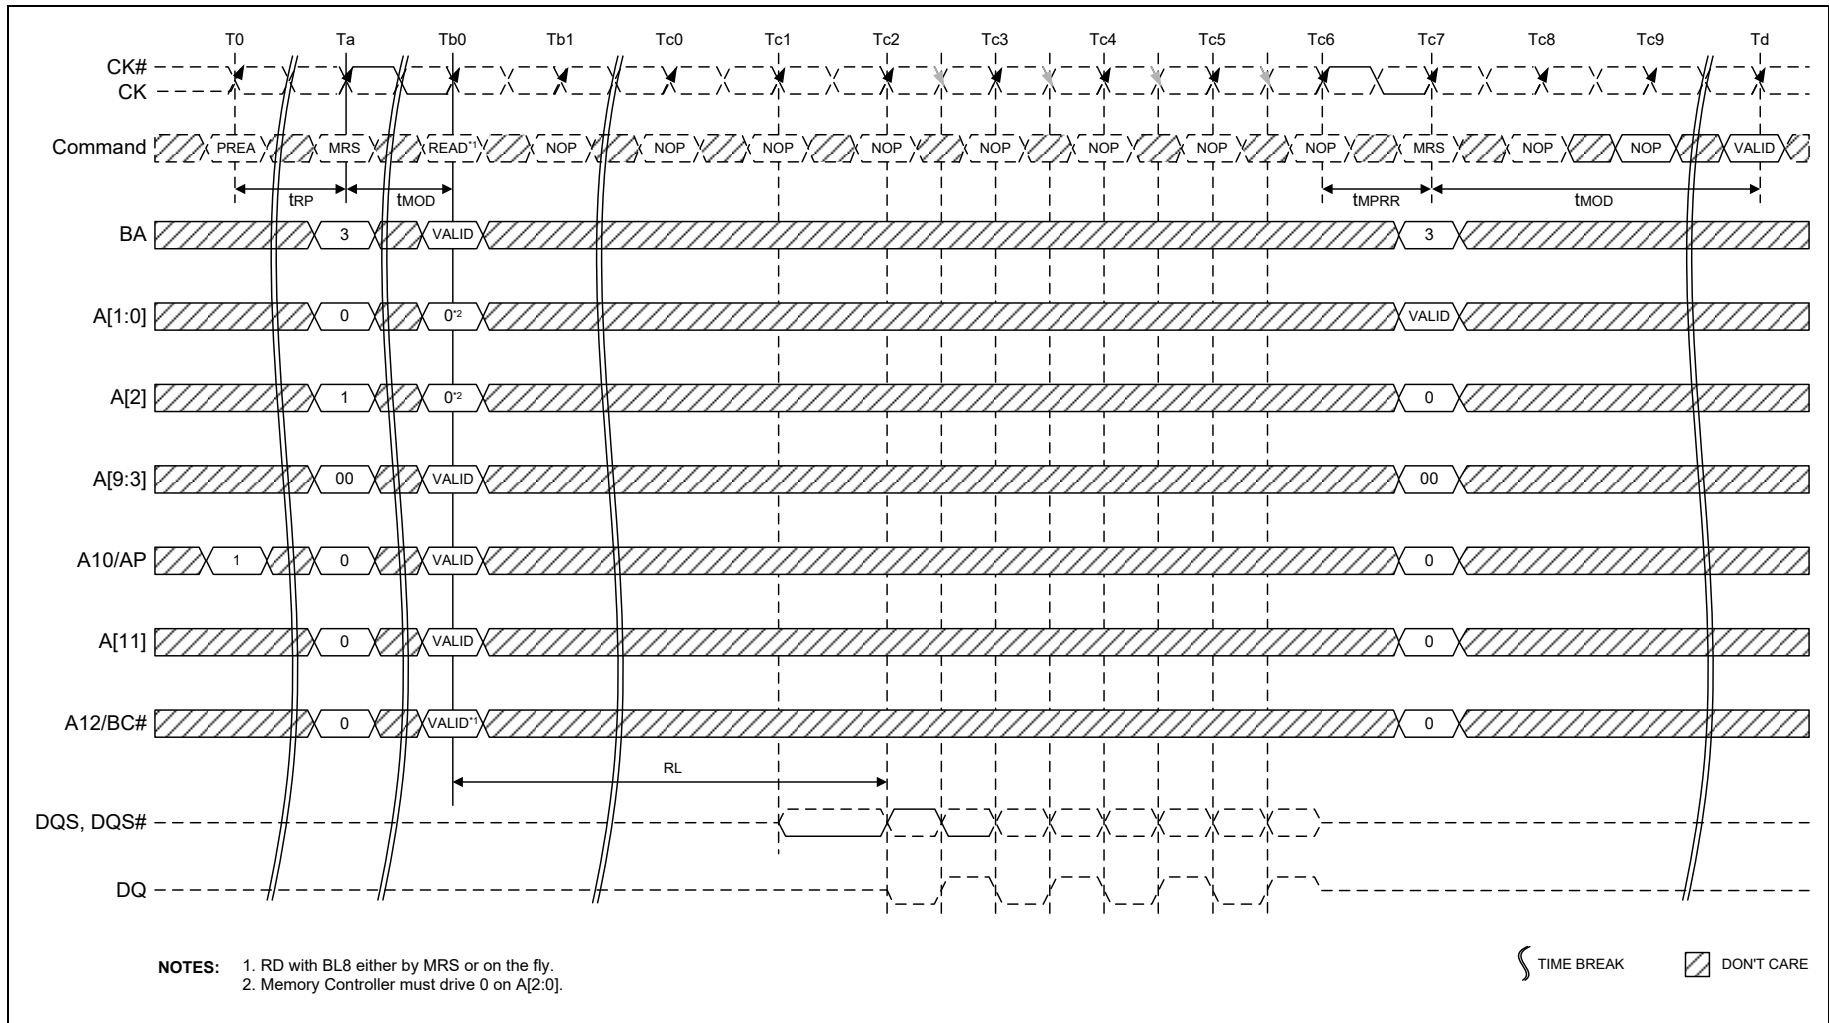 T0 Ta Tb0 Tb1 Tc0 Tc1 Tc2 Tc3 Tc4 Tc5 Tc6 Tc7 Tc8 Tc9 Td
CK#
CK
Command PREA MRS READ*1 NOP NOP NOP NOP NOP NOP NOP NOP MRS NOP NOP VALID
tRP tMOD tMPRR tMOD
BA 3 VALID 3
A[1:0] 0 0*2 VALID
A[2] 1 0*2 0
A[9:3] 00 VALID 00
A10/AP 1 0 VALID 0
A[11] 0 VALID 0
A12/BC# 0 VALID*1 0
RL
DQS, DQS#
DQ
NOTES: 1. RD with BL8 either by MRS or on the fly.
2. Memory Controller must drive 0 on A[2:0].
TIME BREAK DON'T CARE